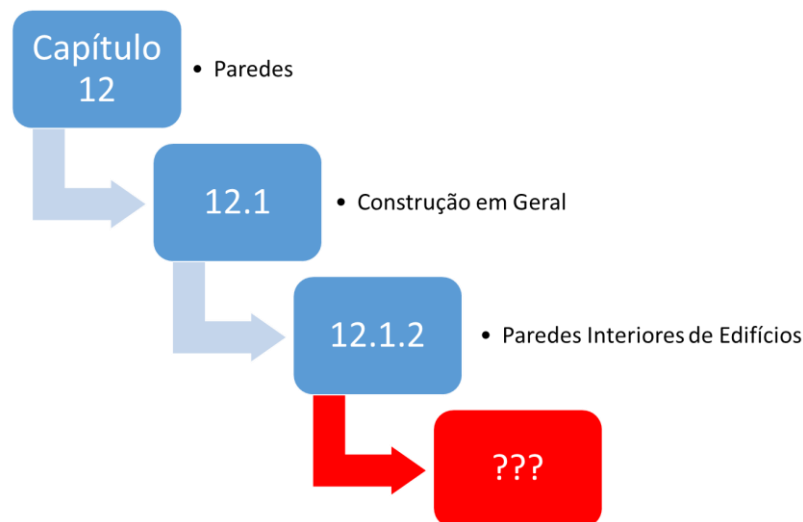 Capítulo
12
• Paredes
12.1
• Construção em Geral
12.1.2
• Paredes Interiores de Edifícios
???